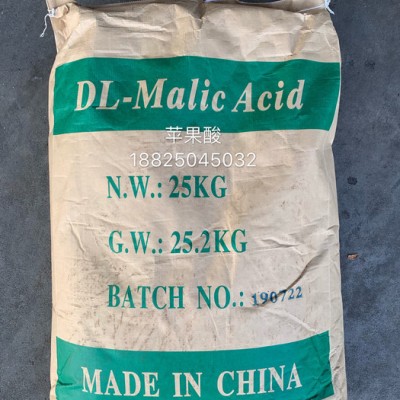 DL-Malic Acid
苹果酸
18825045032
N.W.: 25KG
G.W.: 25.2KG
BATCH NO.: 190722
MADE IN CHINA